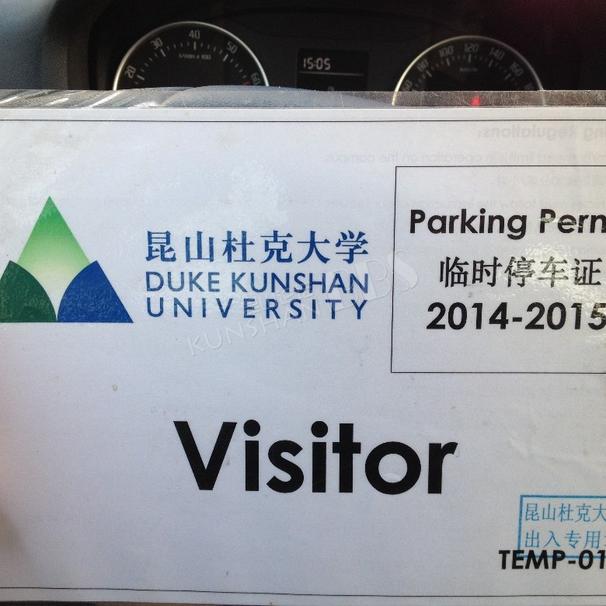 15:05
昆山杜克大学
DUKE KUNSHAN
UNIVERSITY
Parking
临时停车证
2014-2015
Visitor
昆山杜克大
出入专用
TEMP-01